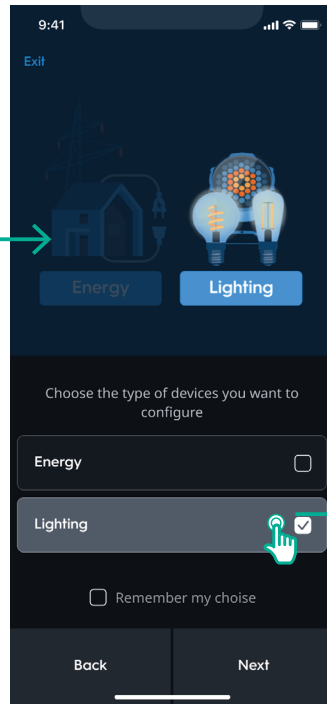 9:41
Exit
Energy
Lighting
Choose the type of devices you want to
configure
Energy
Lighting
Remember my choise
Back
Next